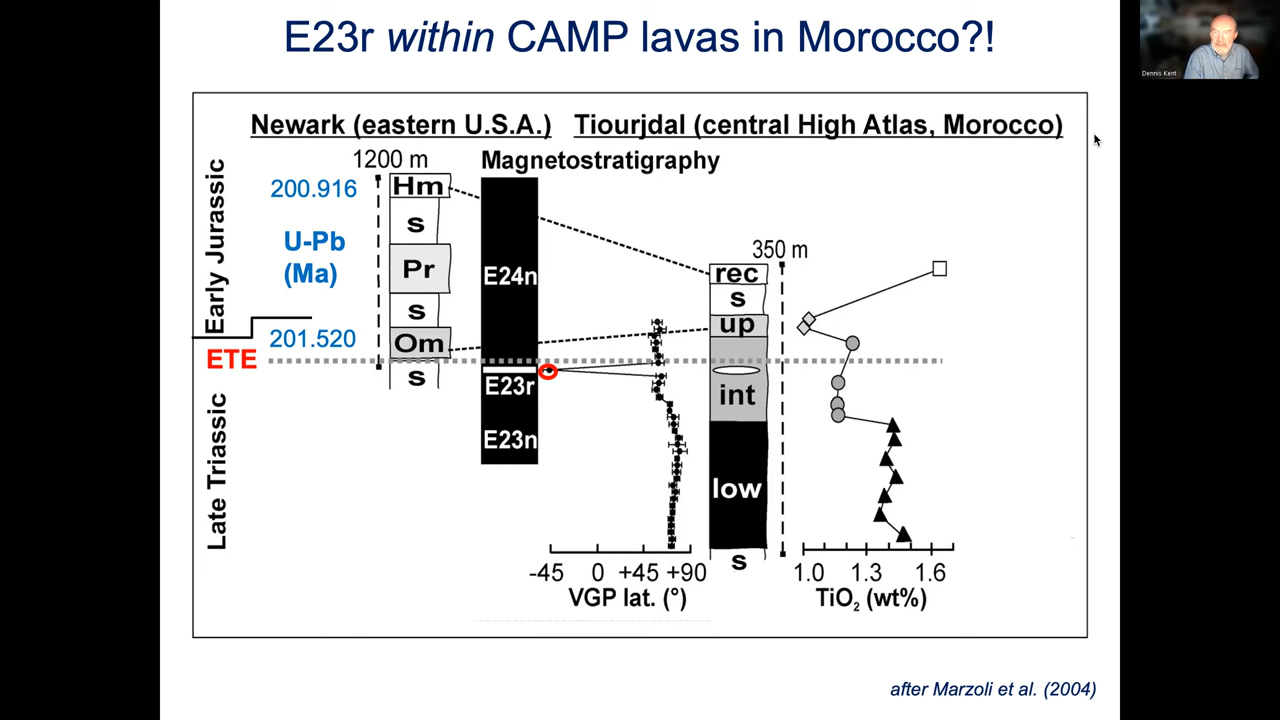 E23r within CAMP lavas in Morocco?!
Dennis Kent
Newark (eastern U.S.A.)
Tiourjdal (central High Atlas, Morocco)
1200 m
Magnetostratigraphy
Early Jurassic
Late Triassic
200.916
U-Pb
(Ma)
201.520
ETE
Hm
s
Pr
s
Om
s
E24n
E23r
E23n
350 m
rec
s
up
int
low
s
-45 0 +45 +90
VGP lat. (°)
1.0 1.3 1.6
TiO₂ (wt%)
after Marzoli et al. (2004)